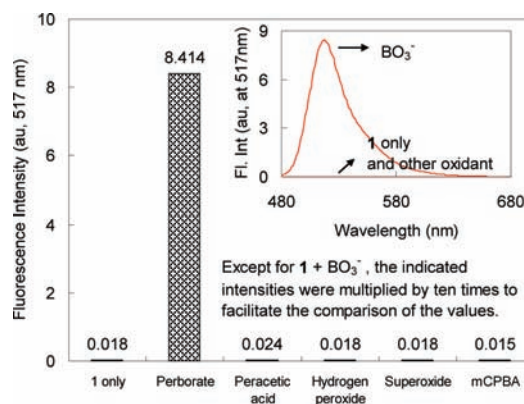 Fluorescence Intensity (au, 517 nm)
10
8
6
4
2
0
8.414
0.018
0.024
0.018
0.018
0.015
1 only
Perborate
Peracetic
acid
Hydrogen
peroxide
Superoxide
mCPBA
Fl. Int (au, at 517nm)
9
6
3
0
BO₃⁻
1 only
and other oxidant
480
580
680
Wavelength (nm)
Except for 1 + BO₃⁻ , the indicated
intensities were multiplied by ten times to
facilitate the comparison of the values.